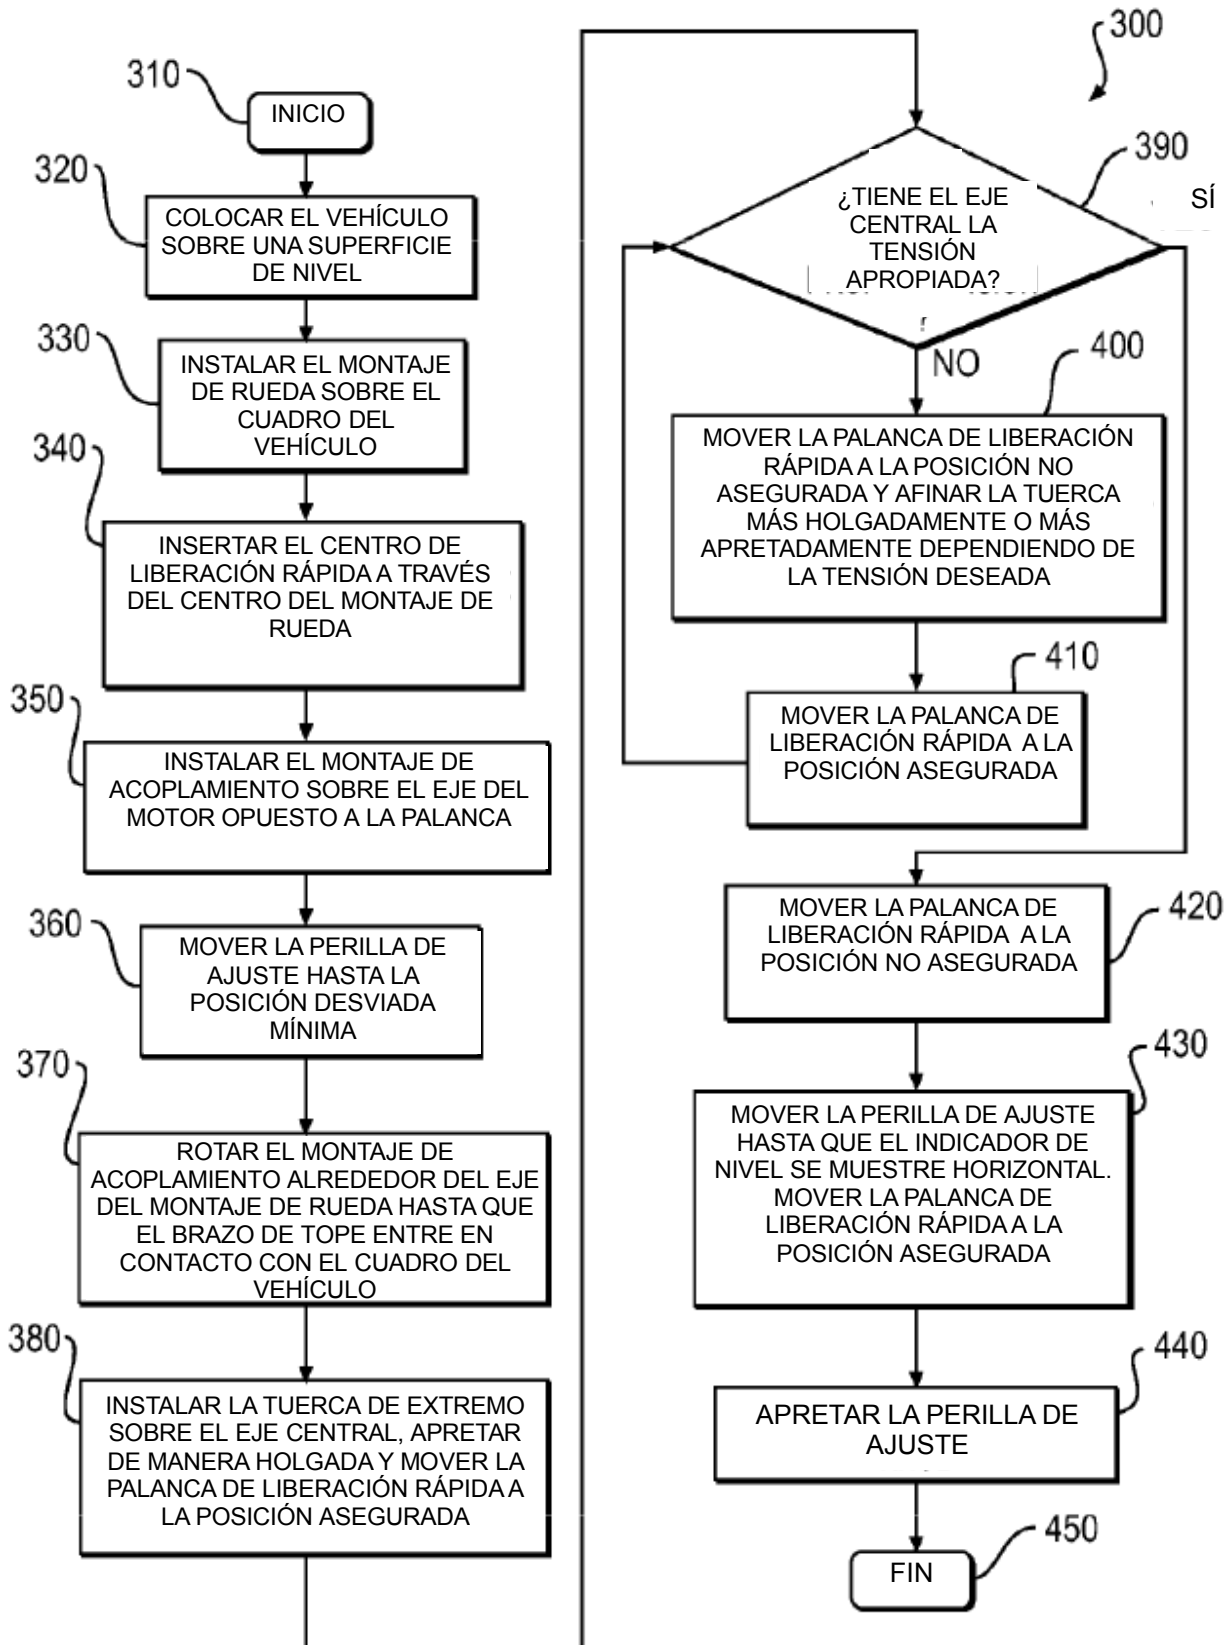 310
INICIO
320
COLOCAR EL VEHÍCULO
SOBRE UNA SUPERFICIE
DE NIVEL
330
INSTALAR EL MONTAJE
DE RUEDA SOBRE EL
CUADRO DEL
VEHÍCULO
340
INSERTAR EL CENTRO DE
LIBERACIÓN RÁPIDA A TRAVÉS
DEL CENTRO DEL MONTAJE DE
RUEDA
350
INSTALAR EL MONTAJE DE
ACOPLAMIENTO SOBRE EL EJE DEL
MOTOR OPUESTO A LA PALANCA
360
MOVER LA PERILLA DE
AJUSTE HASTA LA
POSICIÓN DESVIADA
MÍNIMA
370
ROTAR EL MONTAJE DE
ACOPLAMIENTO ALREDEDOR DEL EJE
DEL MONTAJE DE RUEDA HASTA QUE
EL BRAZO DE TOPE ENTRE EN
CONTACTO CON EL CUADRO DEL
VEHÍCULO
380
INSTALAR LA TUERCA DE EXTREMO
SOBRE EL EJE CENTRAL, APRETAR
DE MANERA HOLGADA Y MOVER LA
PALANCA DE LIBERACIÓN RÁPIDA A
LA POSICIÓN ASEGURADA
300
390
¿TIENE EL EJE
CENTRAL LA
TENSIÓN
APROPIADA?
SÍ
NO
400
MOVER LA PALANCA DE LIBERACIÓN
RÁPIDA A LA POSICIÓN NO
ASEGURADA Y AFINAR LA TUERCA
MÁS HOLGADAMENTE O MÁS
APRETADAMENTE DEPENDIENDO DE
LA TENSIÓN DESEADA
410
MOVER LA PALANCA DE
LIBERACIÓN RÁPIDA A LA
POSICIÓN ASEGURADA
420
MOVER LA PALANCA DE
LIBERACIÓN RÁPIDA A LA
POSICIÓN NO ASEGURADA
430
MOVER LA PERILLA DE AJUSTE
HASTA QUE EL INDICADOR DE
NIVEL SE MUESTRE HORIZONTAL.
MOVER LA PALANCA DE
LIBERACIÓN RÁPIDA A LA
POSICIÓN ASEGURADA
440
APRETAR LA PERILLA DE
AJUSTE
450
FIN